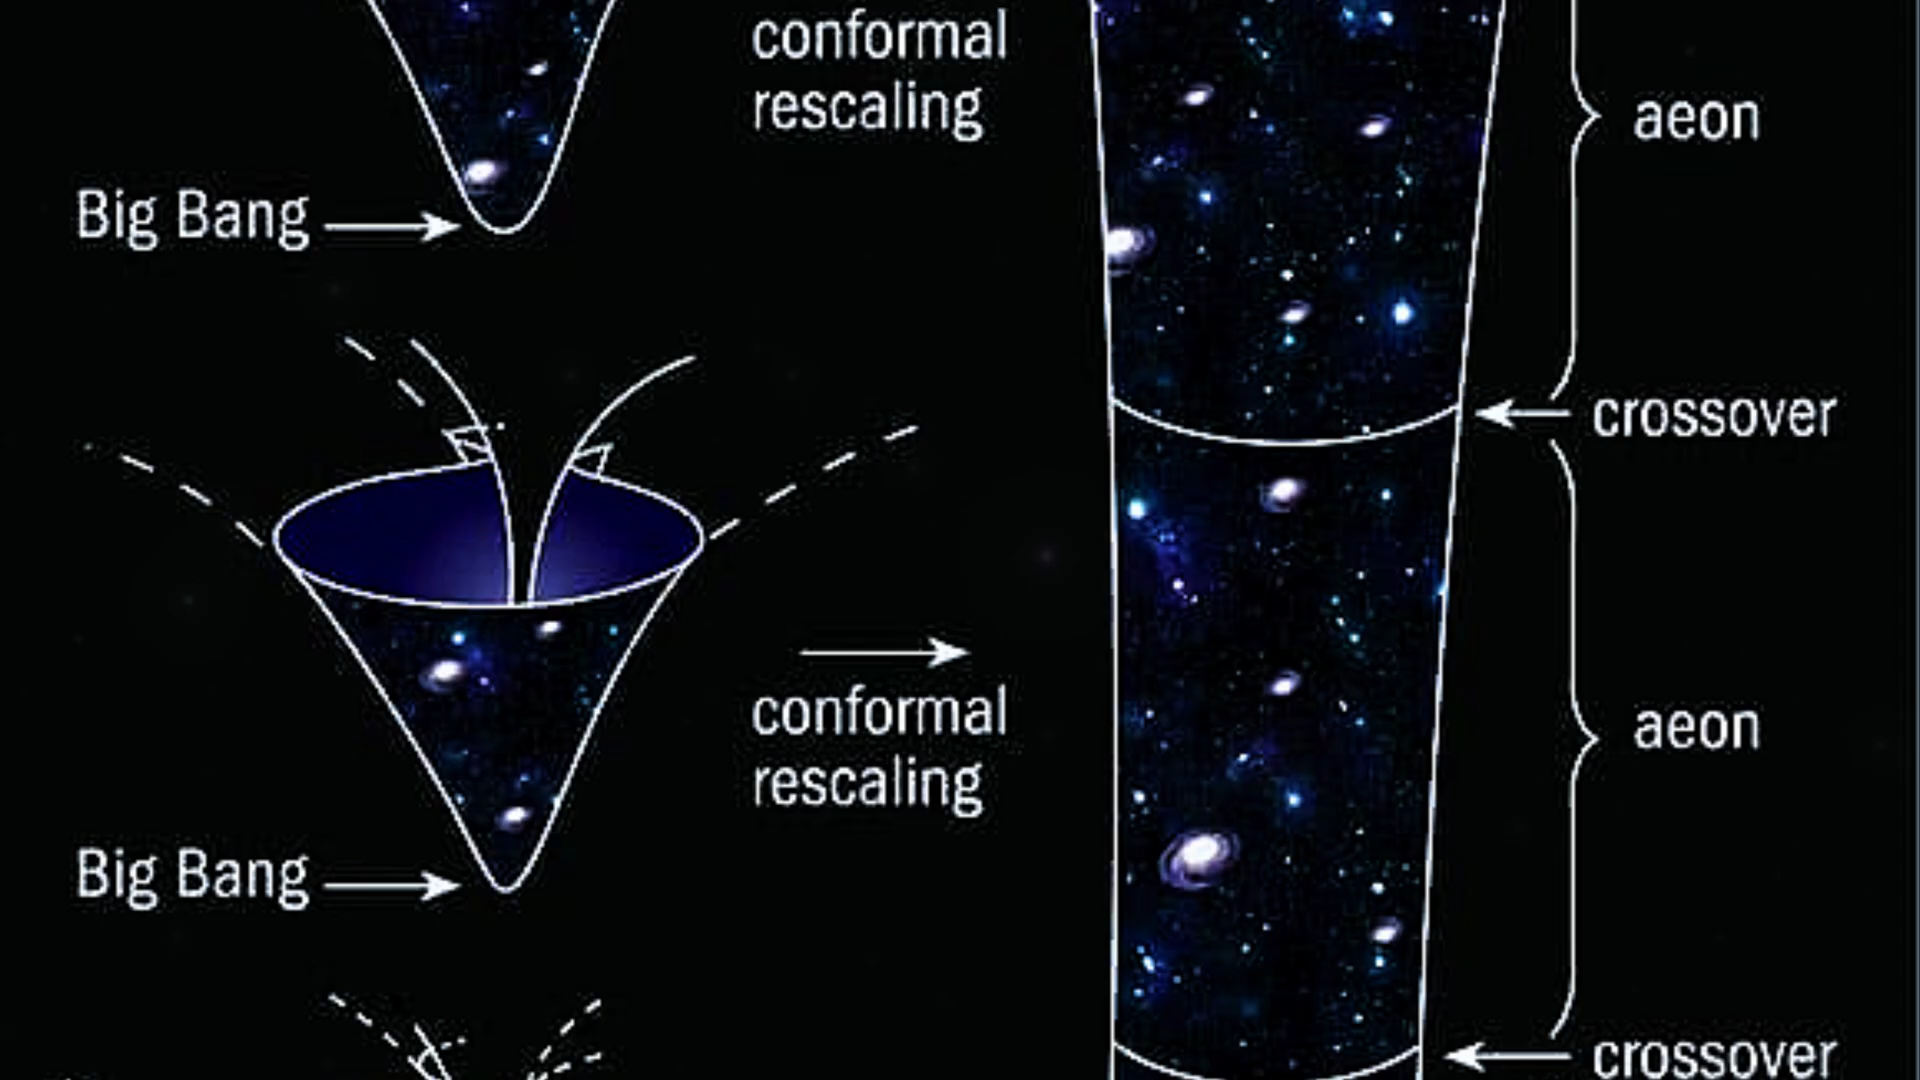 conformal
rescaling
aeon
Big Bang
crossover
conformal
rescaling
aeon
Big Bang
crossover